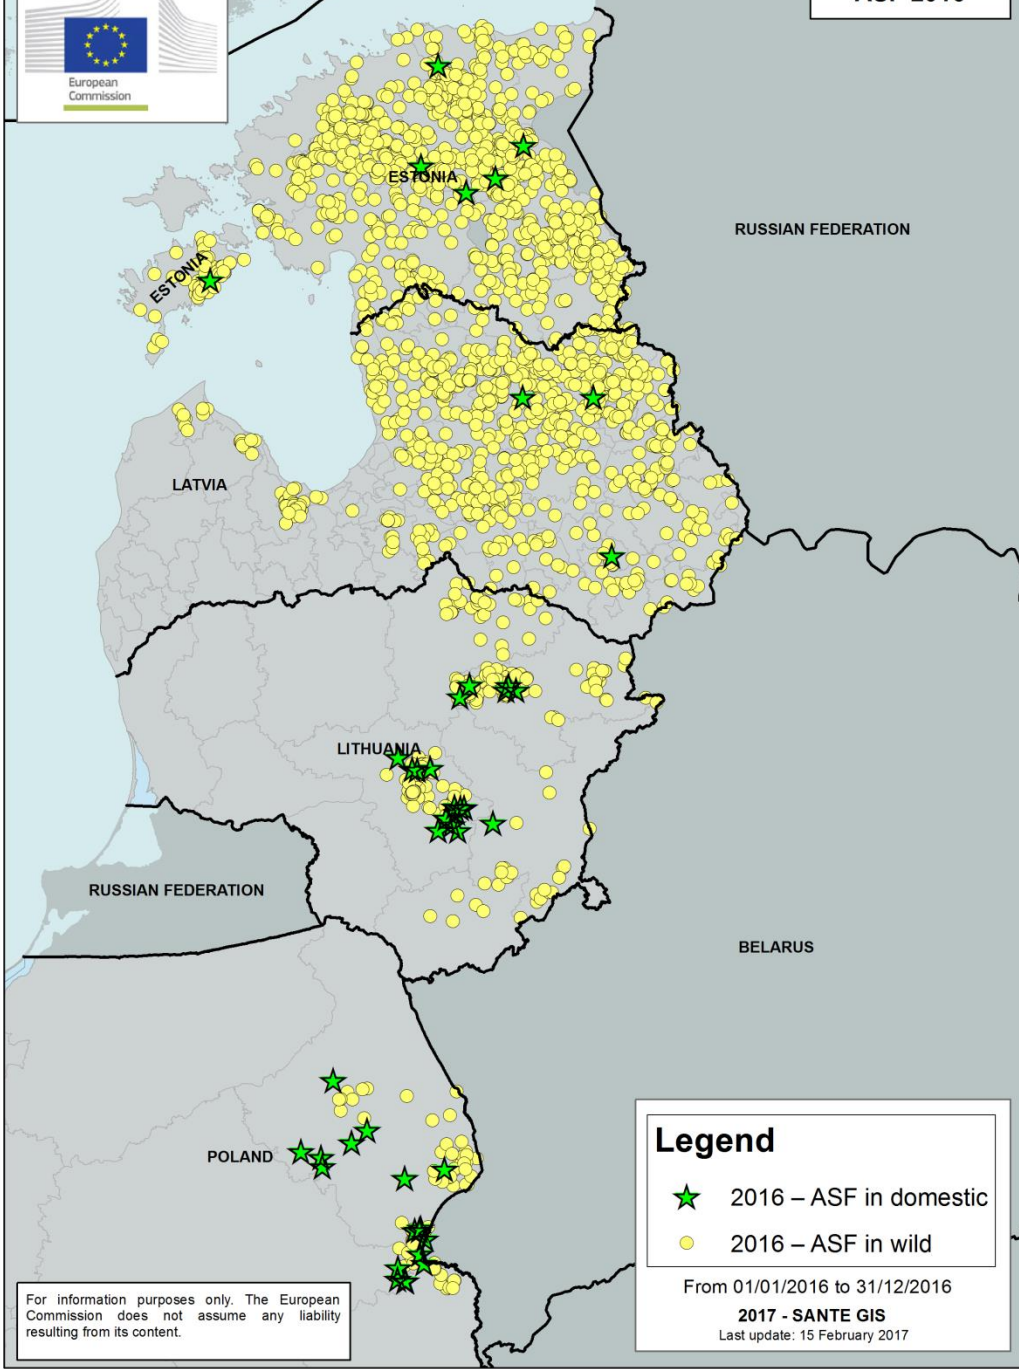 European
Commission
ESTONIA
RUSSIAN FEDERATION
ESTONIA
LATVIA
LITHUANIA
RUSSIAN FEDERATION
BELARUS
POLAND
Legend
2016 – ASF in domestic
2016 – ASF in wild
From 01/01/2016 to 31/12/2016
2017 - SANTE GIS
Last update: 15 February 2017
For information purposes only. The European
Commission does not assume any liability
resulting from its content.